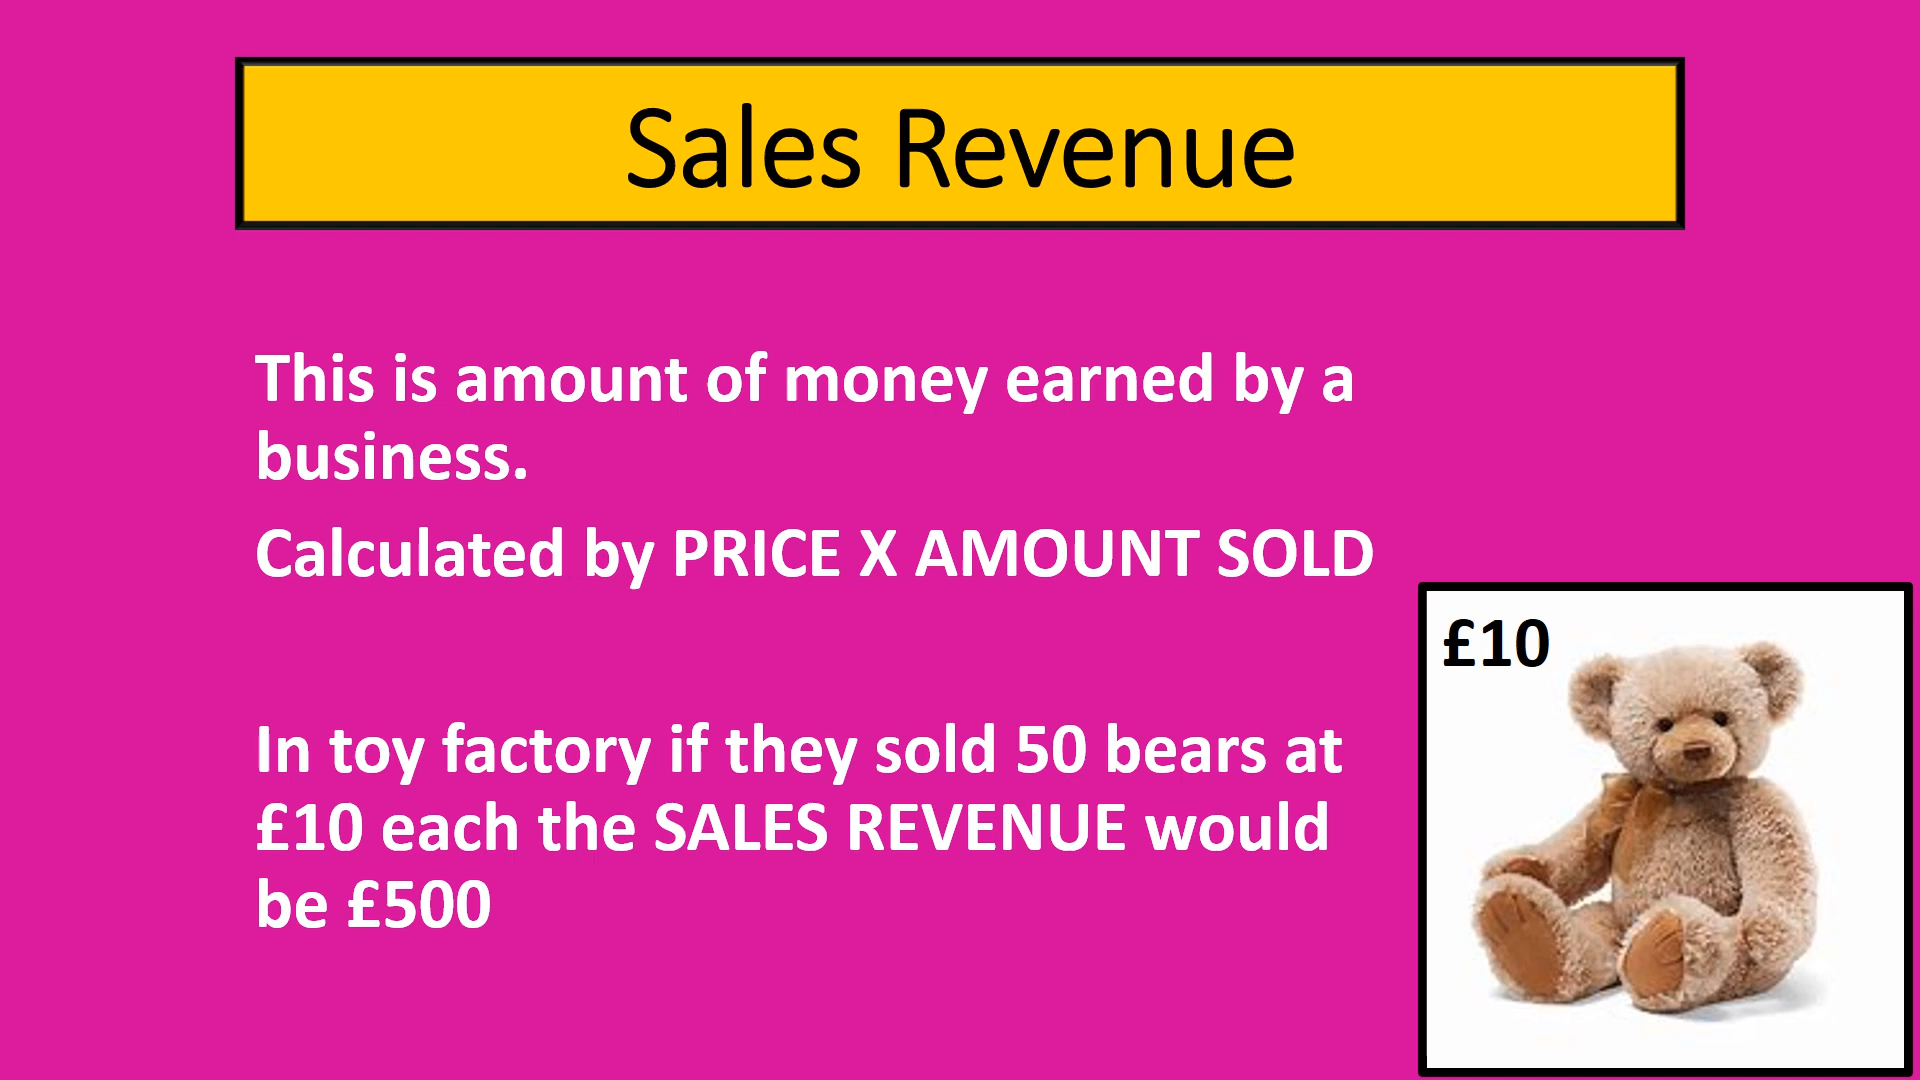 Sales Revenue
This is amount of money earned by a
business.
Calculated by PRICE X AMOUNT SOLD
£10
In toy factory if they sold 50 bears at
£10 each the SALES REVENUE would
be £500